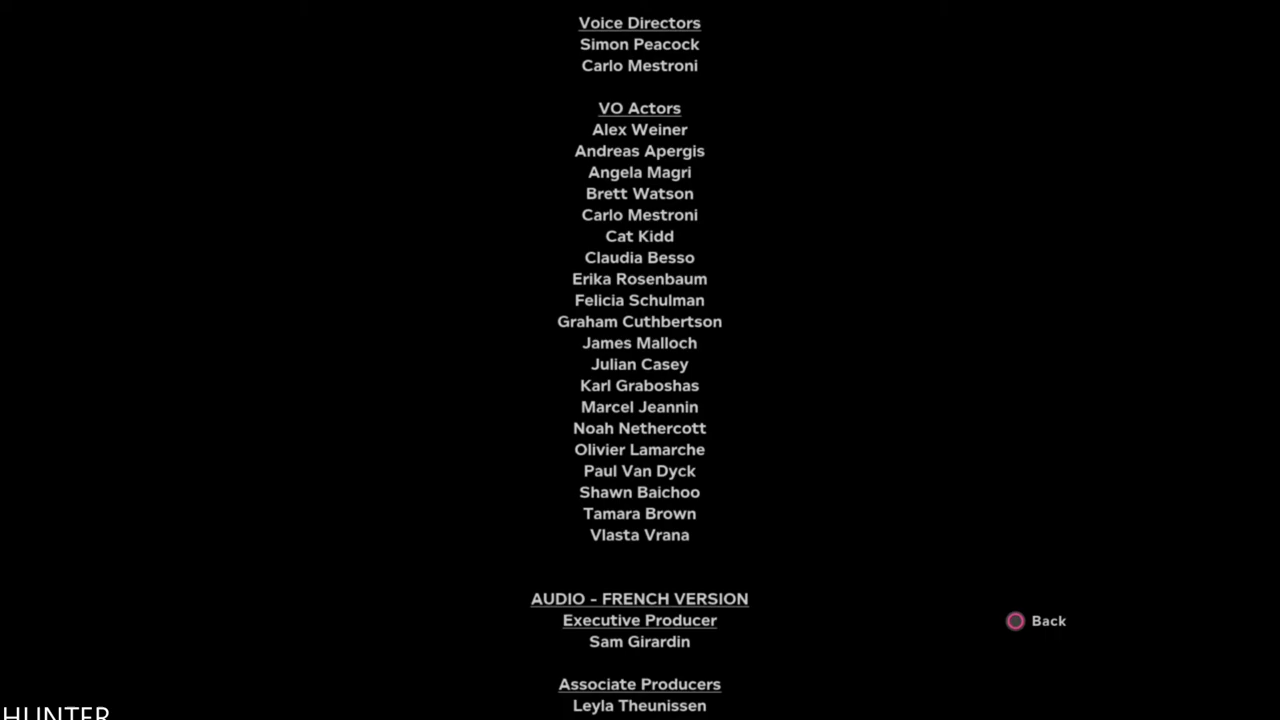 Voice Directors
Simon Peacock
Carlo Mestroni
VO Actors
Alex Weiner
Andreas Apergis
Angela Magri
Brett Watson
Carlo Mestroni
Cat Kidd
Claudia Besso
Erika Rosenbaum
Felicia Schulman
Graham Cuthbertson
James Malloch
Julian Casey
Karl Graboshas
Marcel Jeannin
Noah Nethercott
Olivier Lamarche
Paul Van Dyck
Shawn Baichoo
Tamara Brown
Vlasta Vrana
AUDIO - FRENCH VERSION
Executive Producer
Sam Girardin
Back
Associate Producers
Leyla Theunissen
HUNTER